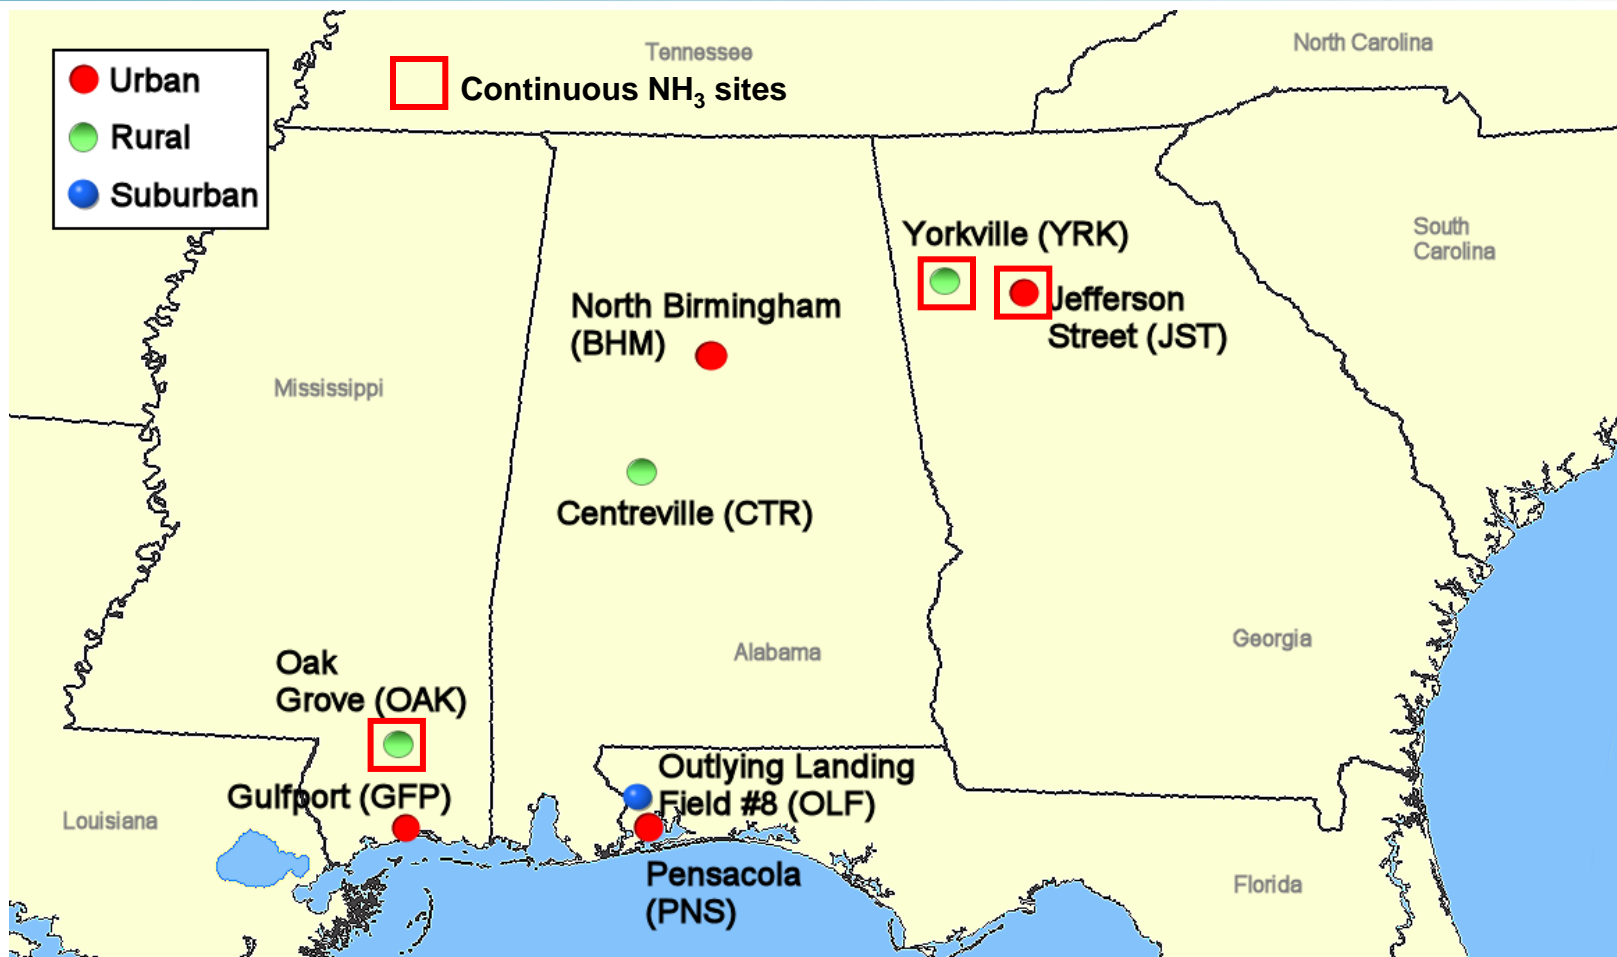 Urban
Rural
Suburban
Continuous NH₃ sites
Tennessee
North Carolina
South
Carolina
Yorkville (YRK)
Jefferson
Street (JST)
North Birmingham
(BHM)
Mississippi
Centreville (CTR)
Georgia
Alabama
Oak
Grove (OAK)
Outlying Landing
Field #8 (OLF)
Gulfport (GFP)
Louisiana
Pensacola
(PNS)
Florida